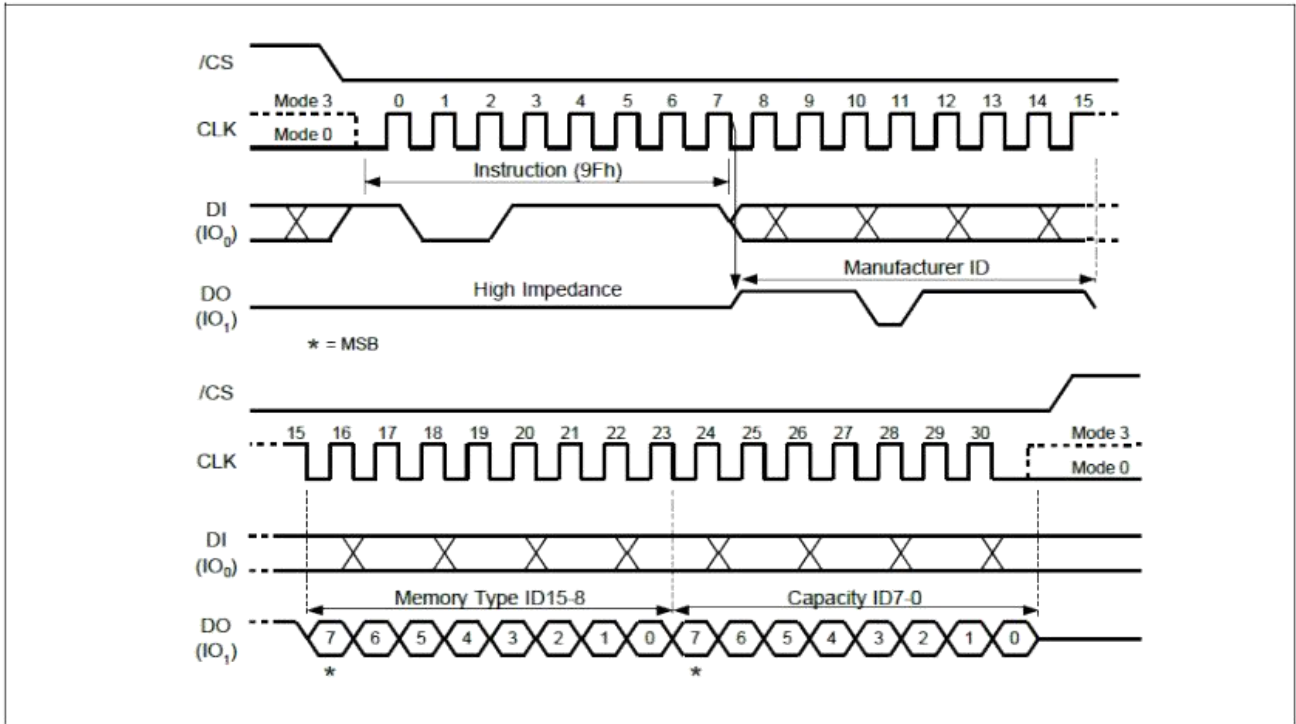 /CS
Mode 3 0 1 2 3 4 5 6 7 8 9 10 11 12 13 14 15
CLK
Mode 0
Instruction (9Fh)
DI
(IO₀)
Manufacturer ID
DO High Impedance
(IO₁)
* = MSB
/CS
15 16 17 18 19 20 21 22 23 24 25 26 27 28 29 30 Mode 3
CLK
Mode 0
DI
(IO₀)
Memory Type ID15-8 Capacity ID7-0
DO
7 6 5 4 3 2 1 0 7 6 5 4 3 2 1 0
(IO₁)
* *